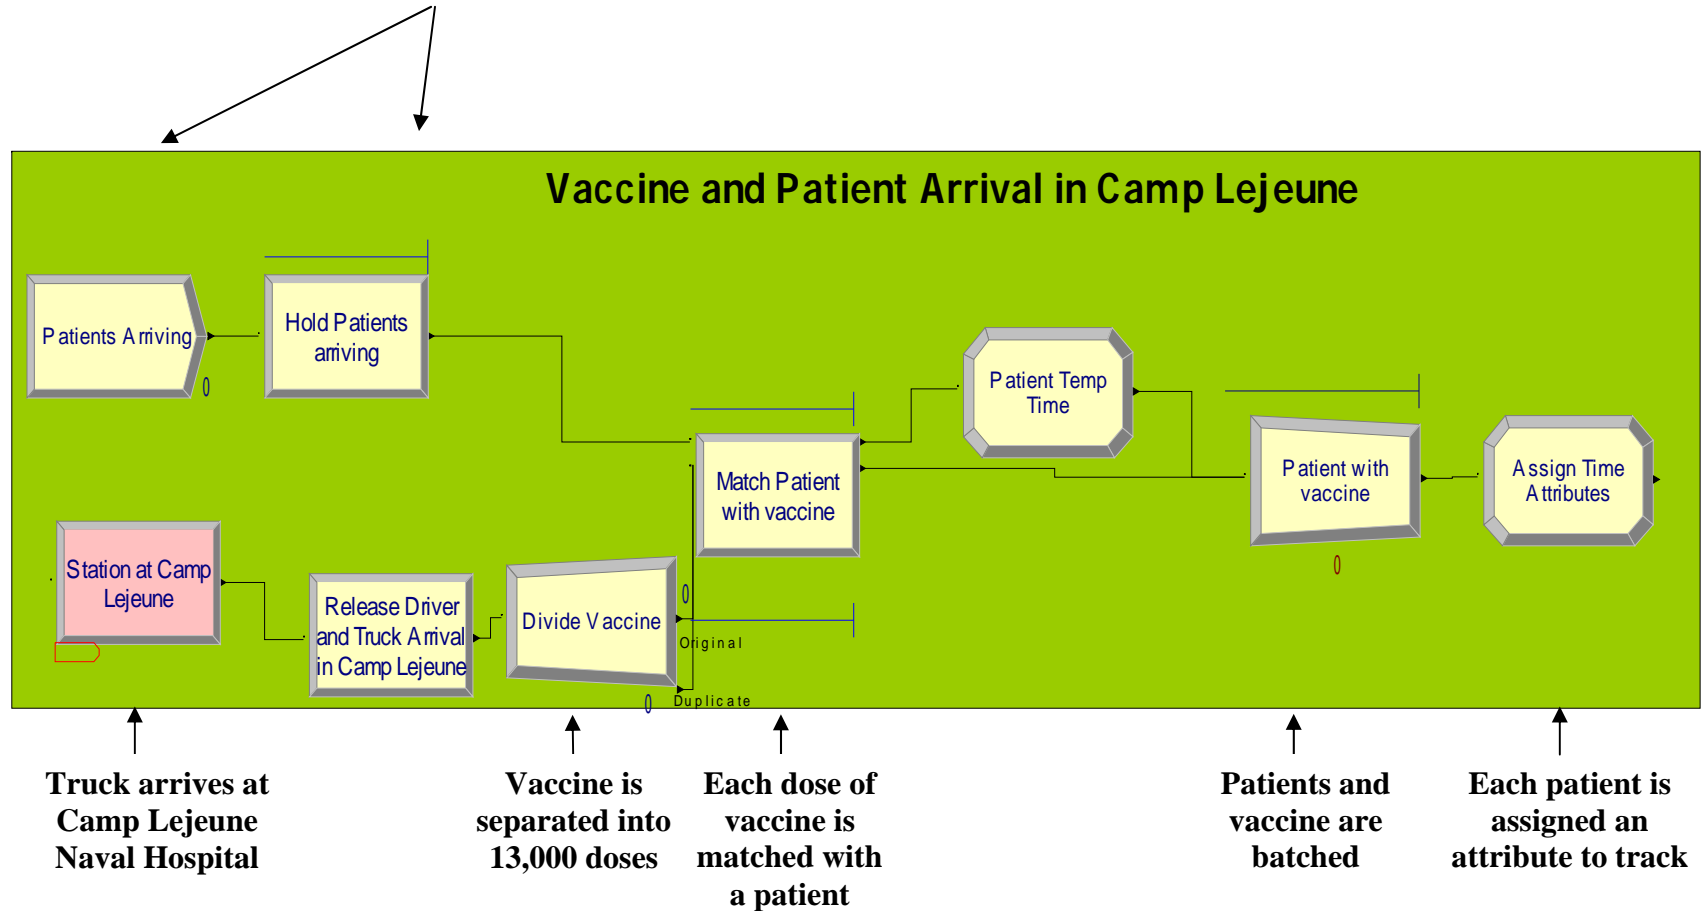 Vaccine and Patient Arrival in Camp Lejeune
Patients Arriving
0
Hold Patients
arriving
Patient Temp
Time
Match Patient
with vaccine
Patient with
vaccine
0
Assign Time
Attributes
Station at Camp
Lejeune
Release Driver
and Truck Arrival
in Camp Lejeune
Divide Vaccine
0
Original
0
Duplicate
Truck arrives at
Camp Lejeune
Naval Hospital
Vaccine is
separated into
13,000 doses
Each dose of
vaccine is
matched with
a patient
Patients and
vaccine are
batched
Each patient is
assigned an
attribute to track